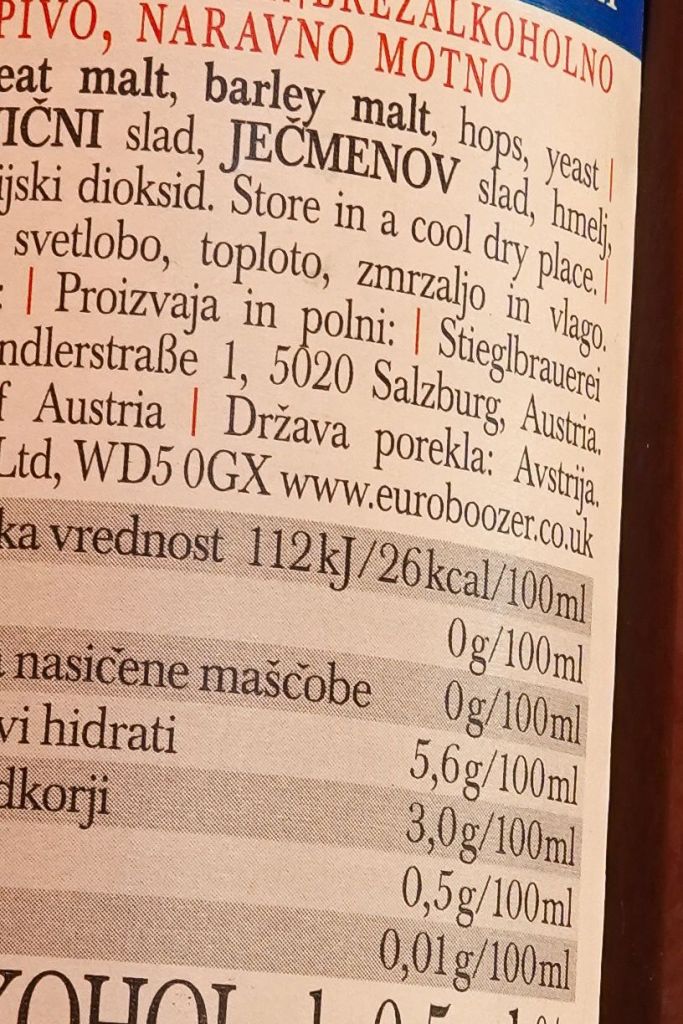 BREZALKOHOLNO
PIVO, NARAVNO MOTNO
eat malt, barley malt, hops, yeast |
IČNI slad, JEČMENOV slad, hmelj,
ijski dioksid. Store in a cool dry place. |
svetlobo, toploto, zmrzaljo in vlago.
: | Proizvaja in polni: | Stieglbrauerei
ndlerstraße 1, 5020 Salzburg, Austria.
f Austria | Država porekla: Avstrija.
Ltd, WD5 0GX www.euroboozer.co.uk
ka vrednost 112kJ/26kcal/100ml
0g/100ml
nasičene maščobe 0g/100ml
vi hidrati 5,6g/100ml
dkorji 3,0g/100ml
0,5g/100ml
0,01g/100ml
KOHOL